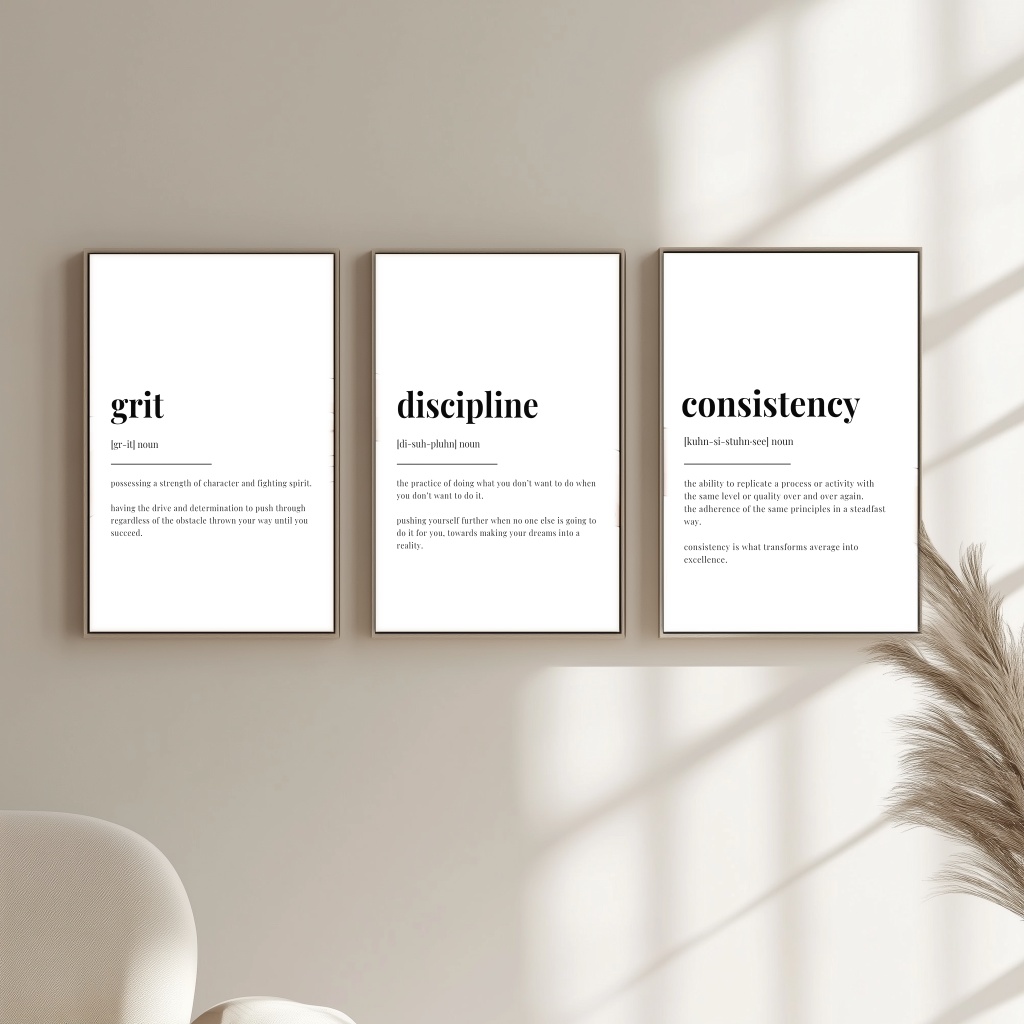 grit
[gr-it] noun
possessing a strength of character and fighting spirit.
having the drive and determination to push through
regardless of the obstacle thrown your way until you
succeed.
discipline
[di-suh-pluhn] noun
the practice of doing what you don't want to do when
you don't want to do it.
pushing yourself further when no one else is going to
do it for you, towards making your dreams into a
reality.
consistency
[kuhn-si-stuhn-see] noun
the ability to replicate a process or activity with
the same level or quality over and over again.
the adherence of the same principles in a steadfast
way.
consistency is what transforms average into
excellence.